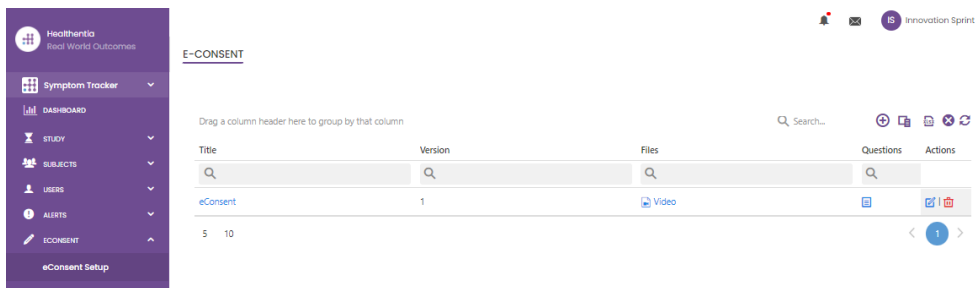 Healthentia
Real World Outcomes
IS Innovation Sprint
E-CONSENT
Symptom Tracker
DASHBOARD
STUDY
SUBJECTS
USERS
ALERTS
ECONSENT
eConsent Setup
Drag a column header here to group by that column
Search...
Title Version Files Questions Actions
eConsent 1 Video
5 10
1